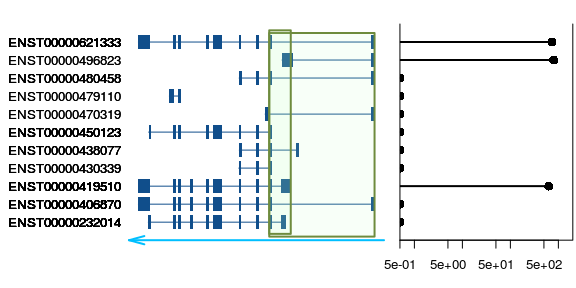 ENST00000621333
ENST00000496823
ENST00000480458
ENST00000479110
ENST00000470319
ENST00000450123
ENST00000438077
ENST00000430339
ENST00000419510
ENST00000406870
ENST00000232014
5e-01 5e+00 5e+01 5e+02